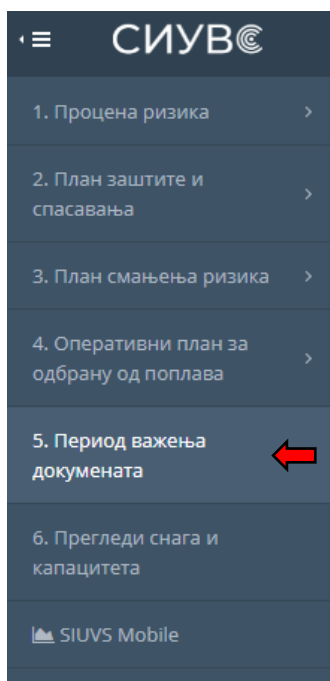 СИУВС
1. Процена ризика
2. План заштите и
спасавања
3. План смањења ризика
4. Оперативни план за
одбрану од поплава
5. Период важења
докумената
6. Прегледи снага и
капацитета
SIUVS Mobile